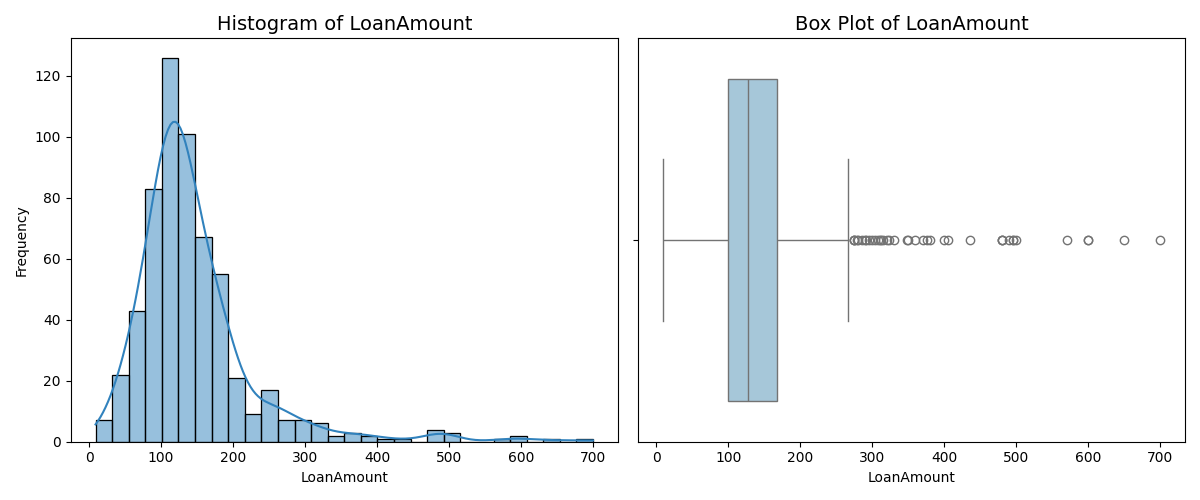 Histogram of LoanAmount
Frequency
120
100
80
60
40
20
0
0 100 200 300 400 500 600 700
LoanAmount
Box Plot of LoanAmount
0 100 200 300 400 500 600 700
LoanAmount